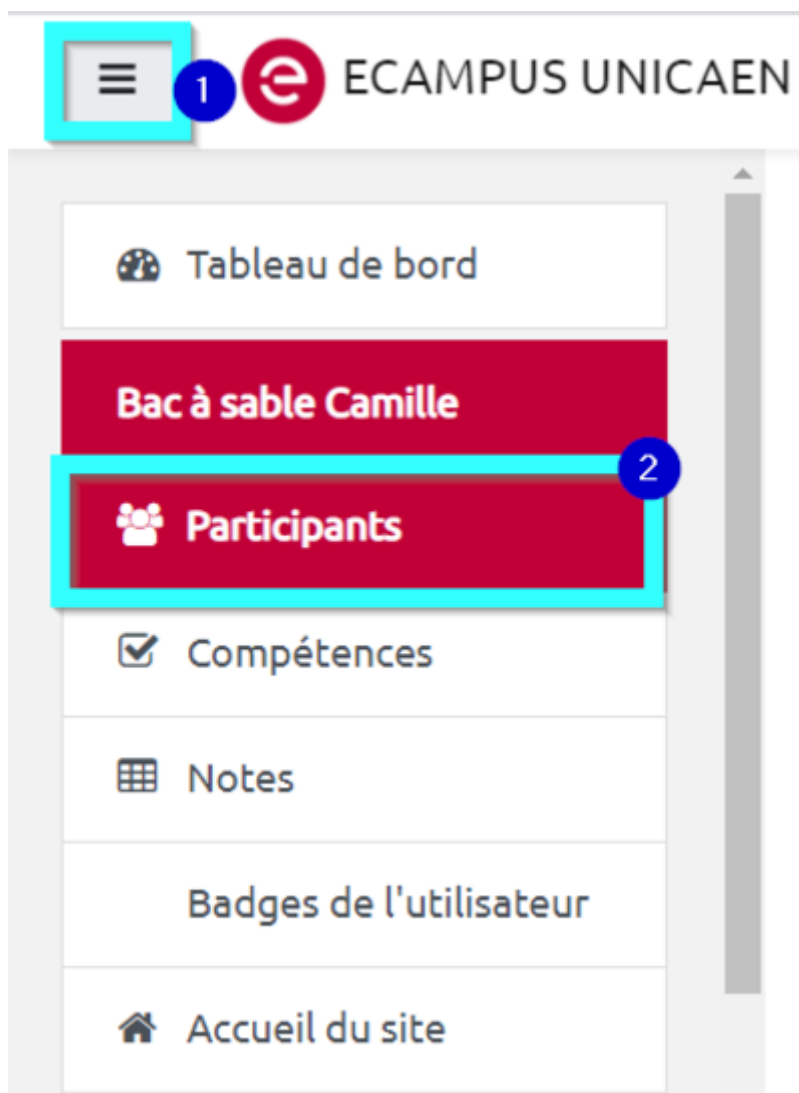 1
ECAMPUS UNICAEN
Tableau de bord
Bac à sable Camille
2
Participants
Compétences
Notes
Badges de l'utilisateur
Accueil du site